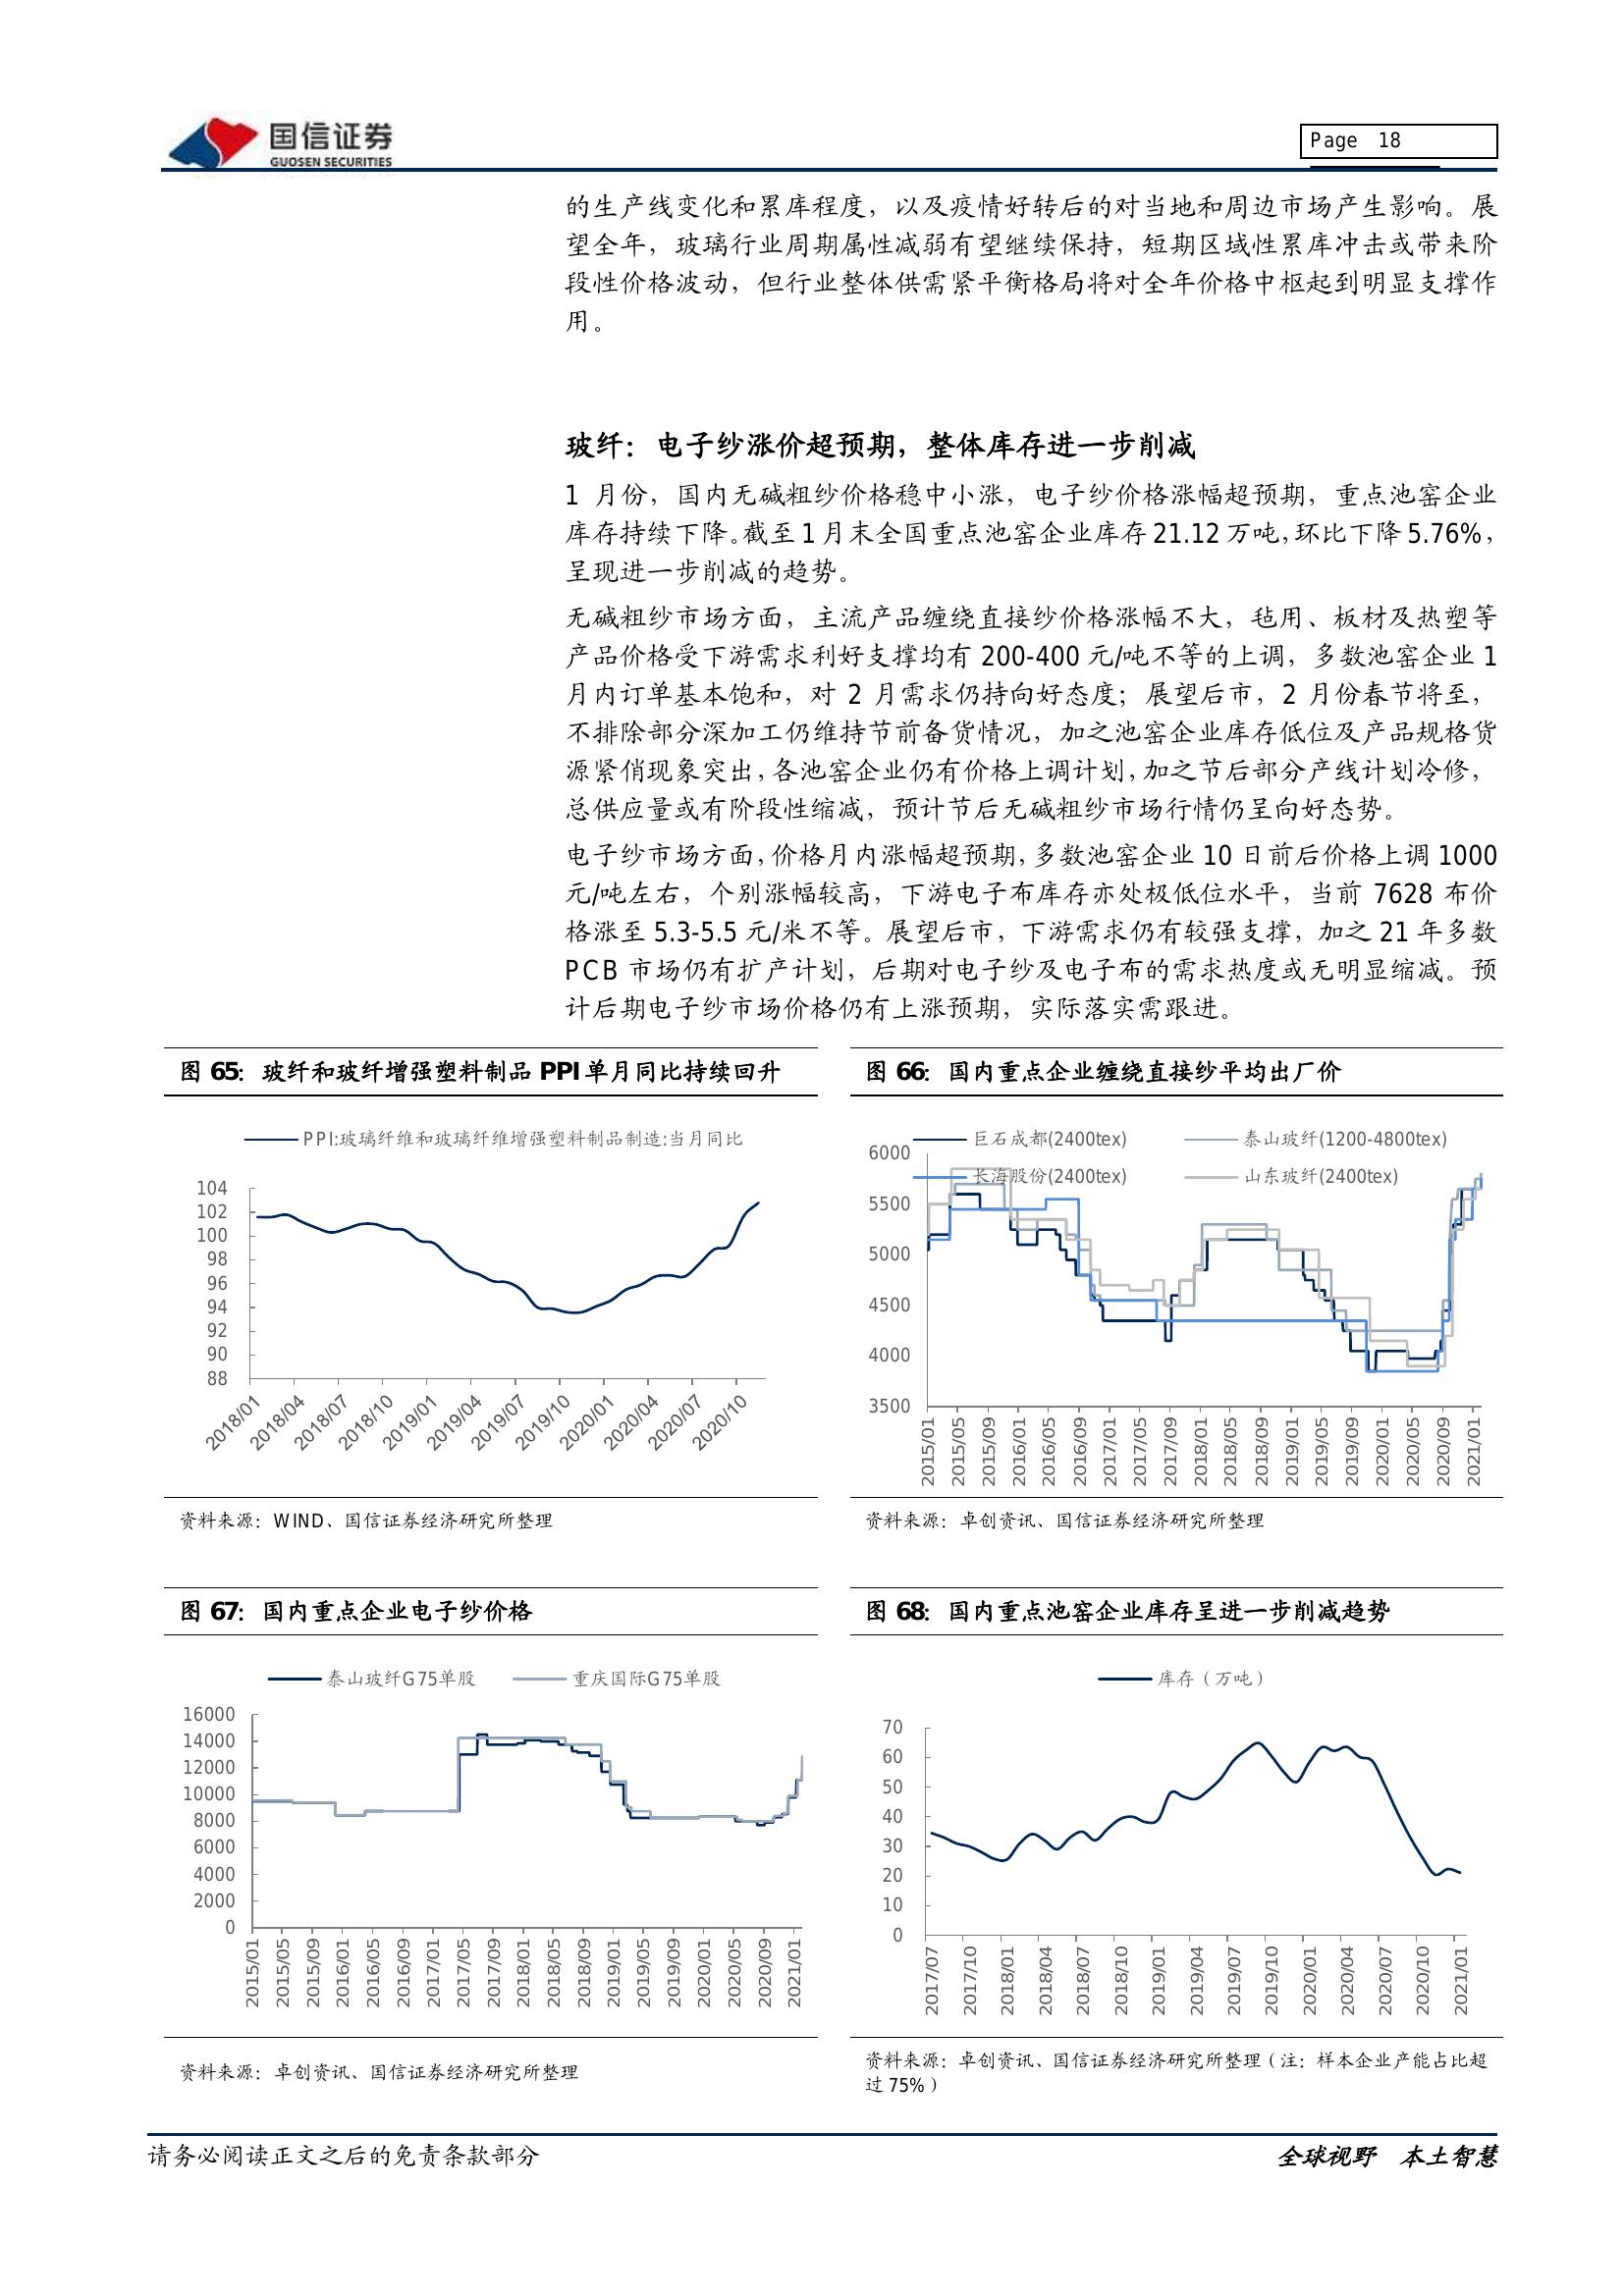 国信证券
GUOSEN SECURITIES
Page 18
的生产线变化和累库程度，以及疫情好转后的对当地和周边市场产生影响。展
望全年，玻璃行业周期属性减弱有望继续保持，短期区域性累库冲击或带来阶
段性价格波动，但行业整体供需紧平衡格局将对全年价格中枢起到明显支撑作
用。
玻纤：电子纱涨价超预期，整体库存进一步削减
1 月份，国内无碱粗纱价格稳中小涨，电子纱价格涨幅超预期，重点池窑企业
库存持续下降。截至 1 月末全国重点池窑企业库存 21.12 万吨，环比下降 5.76%，
呈现进一步削减的趋势。
无碱粗纱市场方面，主流产品缠绕直接纱价格涨幅不大，毡用、板材及热塑等
产品价格受下游需求利好支撑均有 200-400 元/吨不等的上调，多数池窑企业 1
月内订单基本饱和，对 2 月需求仍持向好态度；展望后市，2 月份春节将至，
不排除部分深加工仍维持节前备货情况，加之池窑企业库存低位及产品规格货
源紧俏现象突出，各池窑企业仍有价格上调计划，加之节后部分产线计划冷修，
总供应量或有阶段性缩减，预计节后无碱粗纱市场行情仍呈向好态势。
电子纱市场方面，价格月内涨幅超预期，多数池窑企业 10 日前后价格上调 1000
元/吨左右，个别涨幅较高，下游电子布库存亦处极低位水平，当前 7628 布价
格涨至 5.3-5.5 元/米不等。展望后市，下游需求仍有较强支撑，加之 21 年多数
PCB 市场仍有扩产计划，后期对电子纱及电子布的需求热度或无明显缩减。预
计后期电子纱市场价格仍有上涨预期，实际落实需跟进。
图 65：玻纤和玻纤增强塑料制品 PPI 单月同比持续回升
PPI:玻璃纤维和玻璃纤维增强塑料制品制造:当月同比
104
102
100
98
96
94
92
90
88
2018/01 2018/04 2018/07 2018/10 2019/01 2019/04 2019/07 2019/10 2020/01 2020/04 2020/07 2020/10
资料来源：WIND、国信证券经济研究所整理
图 66：国内重点企业缠绕直接纱平均出厂价
巨石成都(2400tex) 泰山玻纤(1200-4800tex)
长海股份(2400tex) 山东玻纤(2400tex)
6000
5500
5000
4500
4000
3500
2015/01 2015/05 2015/09 2016/01 2016/05 2016/09 2017/01 2017/05 2017/09 2018/01 2018/05 2018/09 2019/01 2019/05 2019/09 2020/01 2020/05 2020/09 2021/01
资料来源：卓创资讯、国信证券经济研究所整理
图 67：国内重点企业电子纱价格
泰山玻纤G75单股 重庆国际G75单股
16000
14000
12000
10000
8000
6000
4000
2000
0
2015/01 2015/05 2015/09 2016/01 2016/05 2016/09 2017/01 2017/05 2017/09 2018/01 2018/05 2018/09 2019/01 2019/05 2019/09 2020/01 2020/05 2020/09 2021/01
资料来源：卓创资讯、国信证券经济研究所整理
图 68：国内重点池窑企业库存呈进一步削减趋势
库存（万吨）
70
60
50
40
30
20
10
0
2017/07 2017/10 2018/01 2018/04 2018/07 2018/10 2019/01 2019/04 2019/07 2019/10 2020/01 2020/04 2020/07 2020/10 2021/01
资料来源：卓创资讯、国信证券经济研究所整理（注：样本企业产能占比超
过 75%）
请务必阅读正文之后的免责条款部分
全球视野 本土智慧